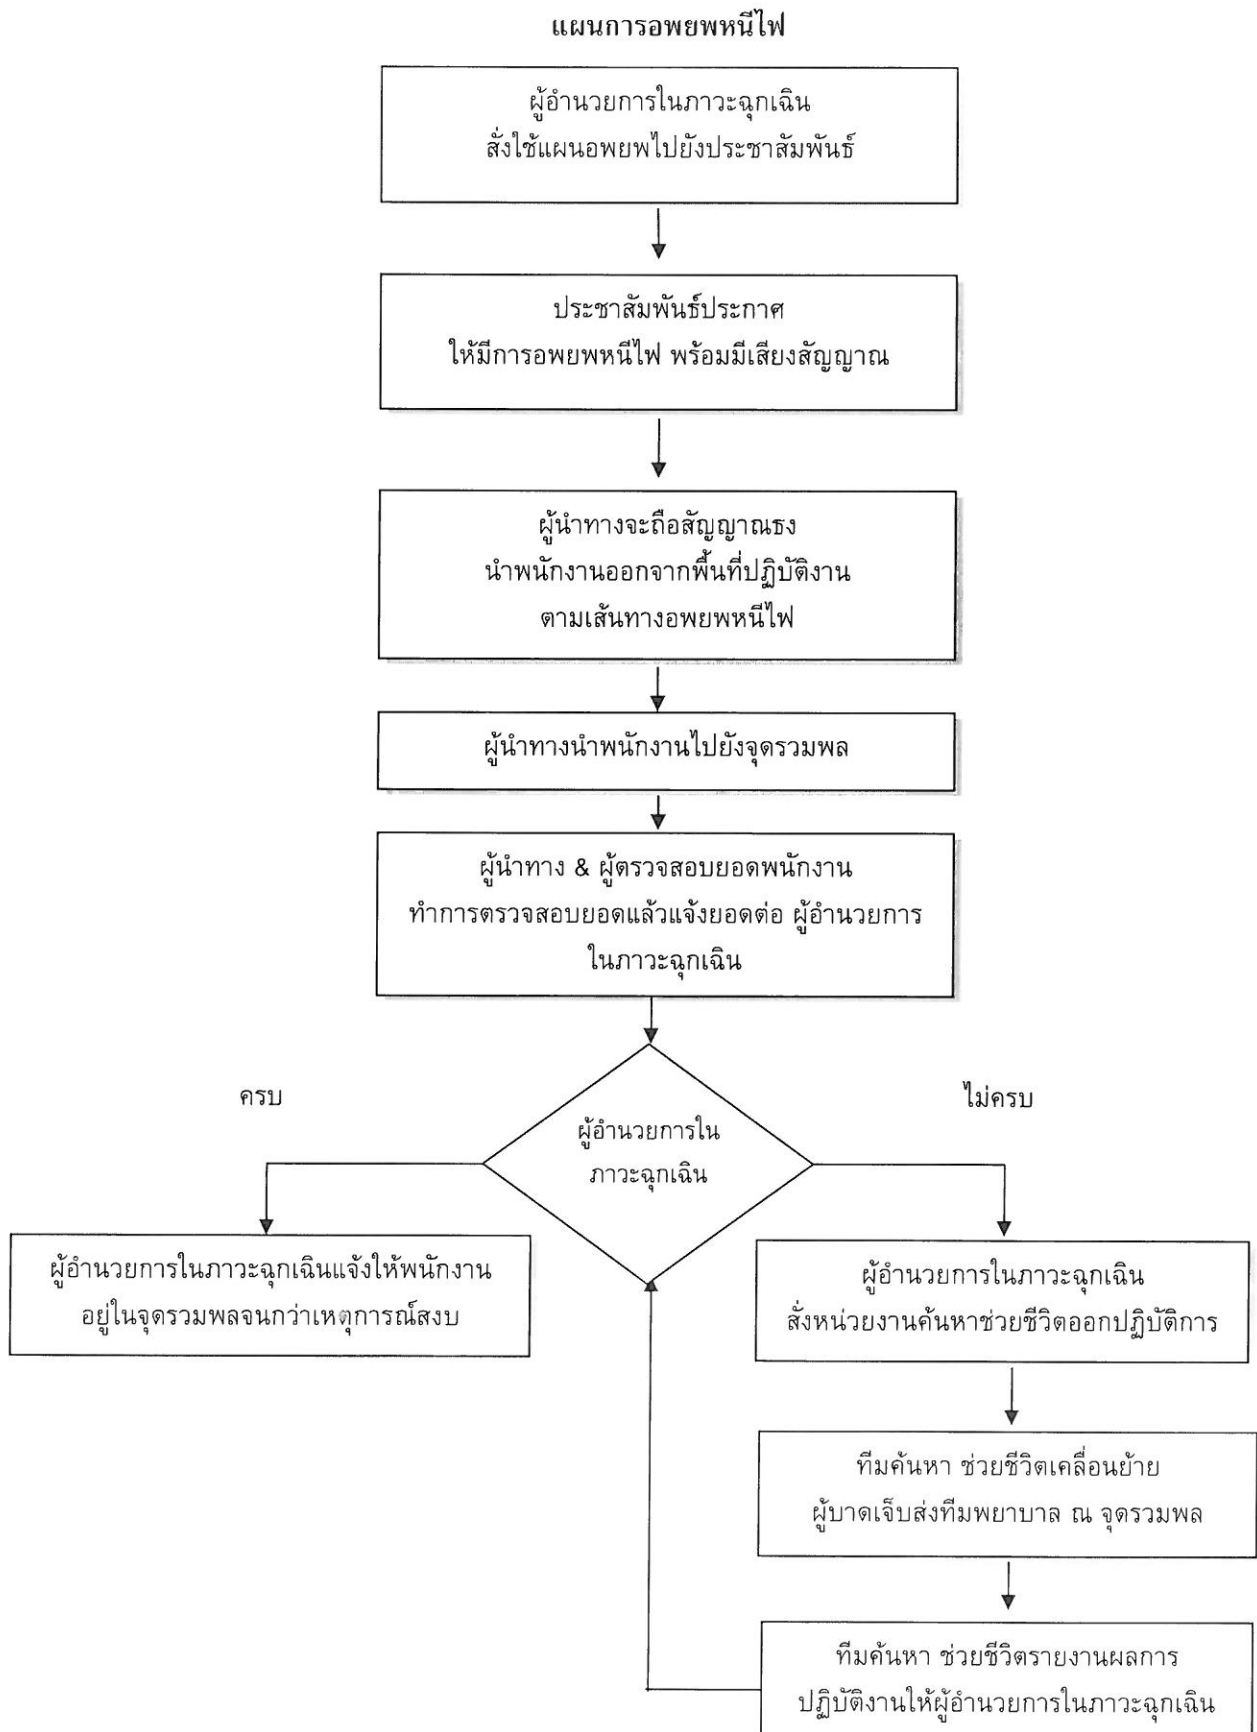 แผนการอพยพหนีไฟ
ผู้อำนวยการในภาวะฉุกเฉิน
สั่งใช้แผนอพยพไปยังประชาสัมพันธ์
ประชาสัมพันธ์ประกาศ
ให้มีการอพยพหนีไฟ พร้อมมีเสียงสัญญาณ
ผู้นำทางจะถือสัญญาณธง
นำพนักงานออกจากพื้นที่ปฏิบัติงาน
ตามเส้นทางอพยพหนีไฟ
ผู้นำทางนำพนักงานไปยังจุดรวมพล
ผู้นำทาง & ผู้ตรวจสอบยอดพนักงาน
ทำการตรวจสอบยอดแล้วแจ้งยอดต่อ ผู้อำนวยการ
ในภาวะฉุกเฉิน
ครบ
ไม่ครบ
ผู้อำนวยการใน
ภาวะฉุกเฉิน
ผู้อำนวยการในภาวะฉุกเฉินแจ้งให้พนักงาน
อยู่ในจุดรวมพลจนกว่าเหตุการณ์สงบ
ผู้อำนวยการในภาวะฉุกเฉิน
สั่งหน่วยงานค้นหาช่วยชีวิตออกปฏิบัติการ
ทีมค้นหา ช่วยชีวิตเคลื่อนย้าย
ผู้บาดเจ็บส่งทีมพยาบาล ณ จุดรวมพล
ทีมค้นหา ช่วยชีวิตรายงานผลการ
ปฏิบัติงานให้ผู้อำนวยการในภาวะฉุกเฉิน